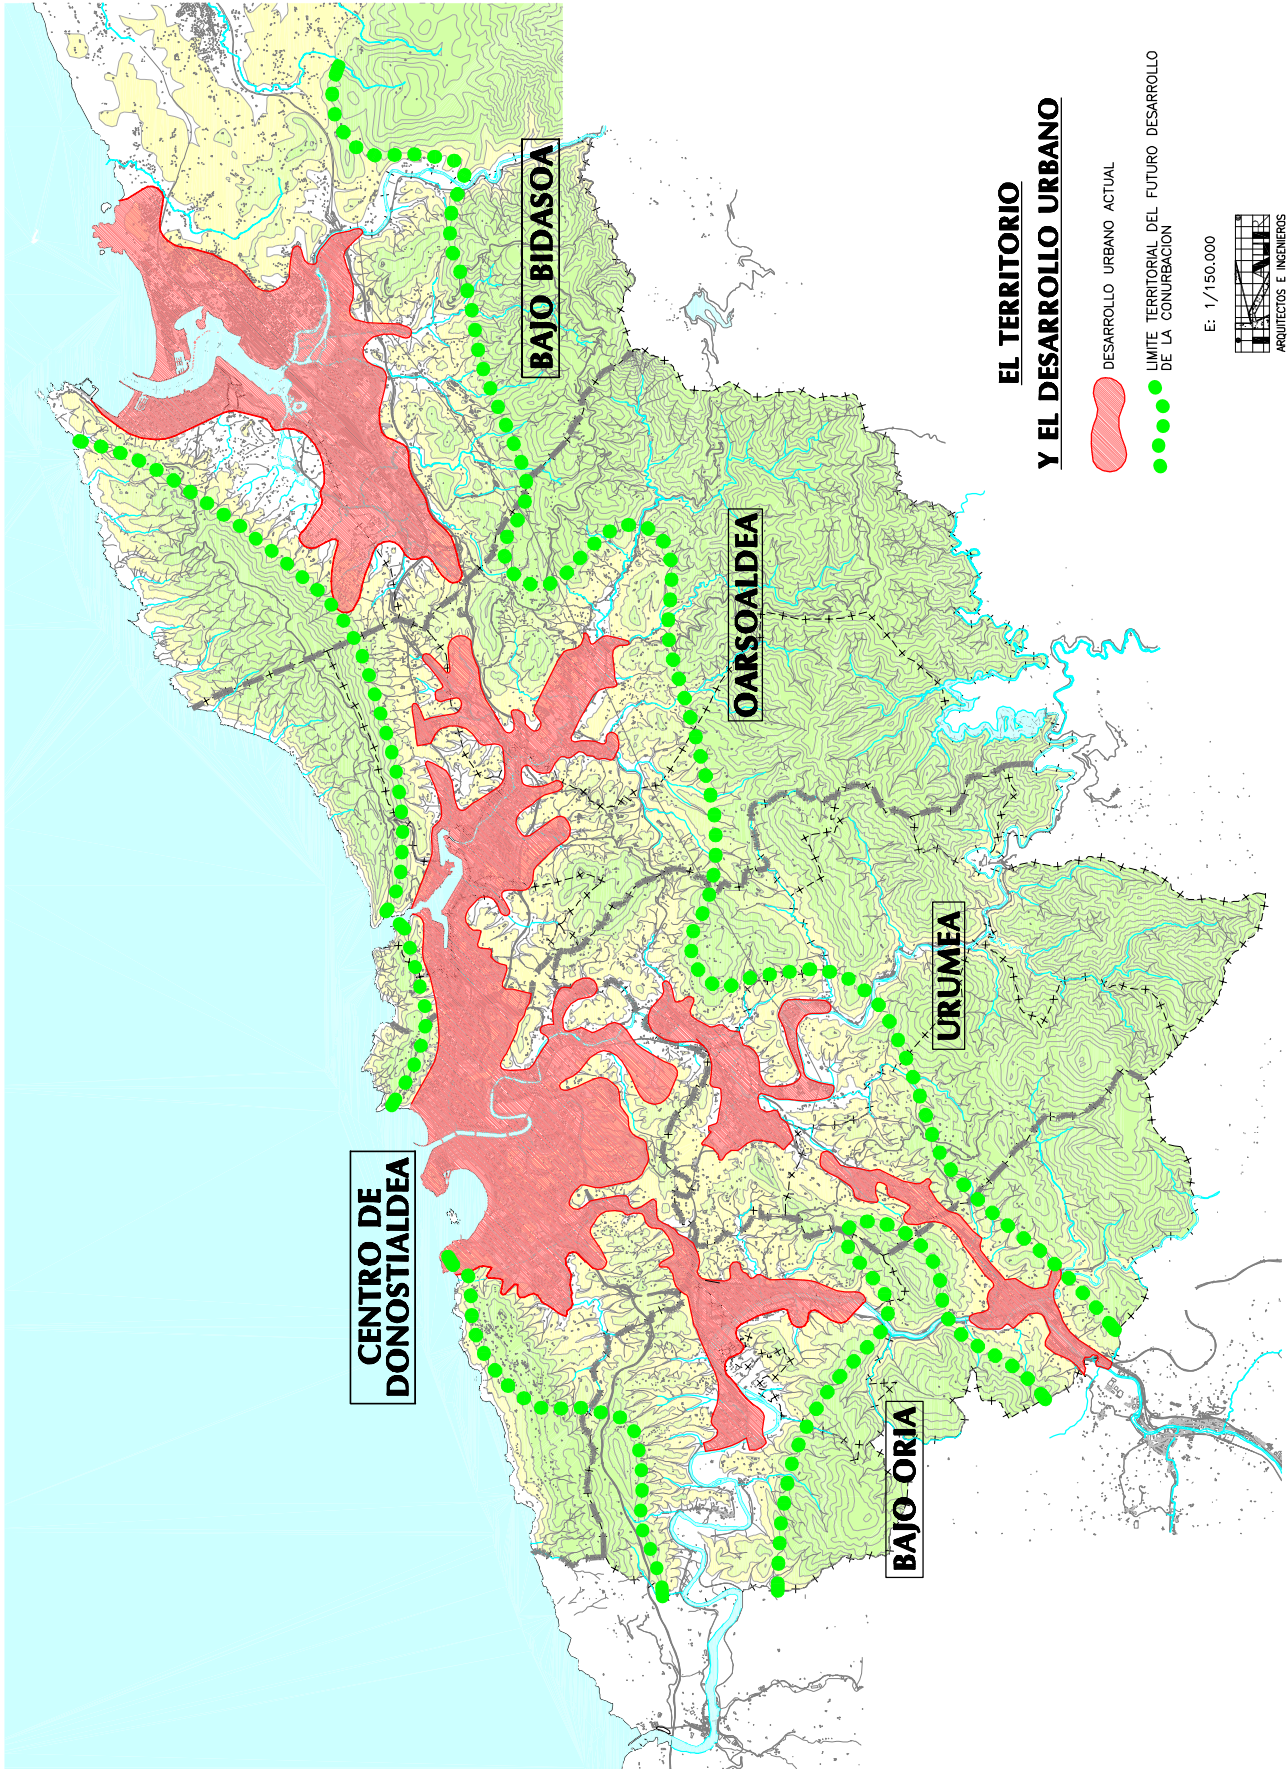 BAJO BIDASOA
OARSOALDEA
URUMEA
CENTRO DE
DONOSTIALDEA
BAJO ORIA
EL TERRITORIO
Y EL DESARROLLO URBANO
DESARROLLO URBANO ACTUAL
LIMITE TERRITORIAL DEL FUTURO DESARROLLO
DE LA CONURBACION
E: 1/150.000
ARQUITECTOS E INGENIEROS